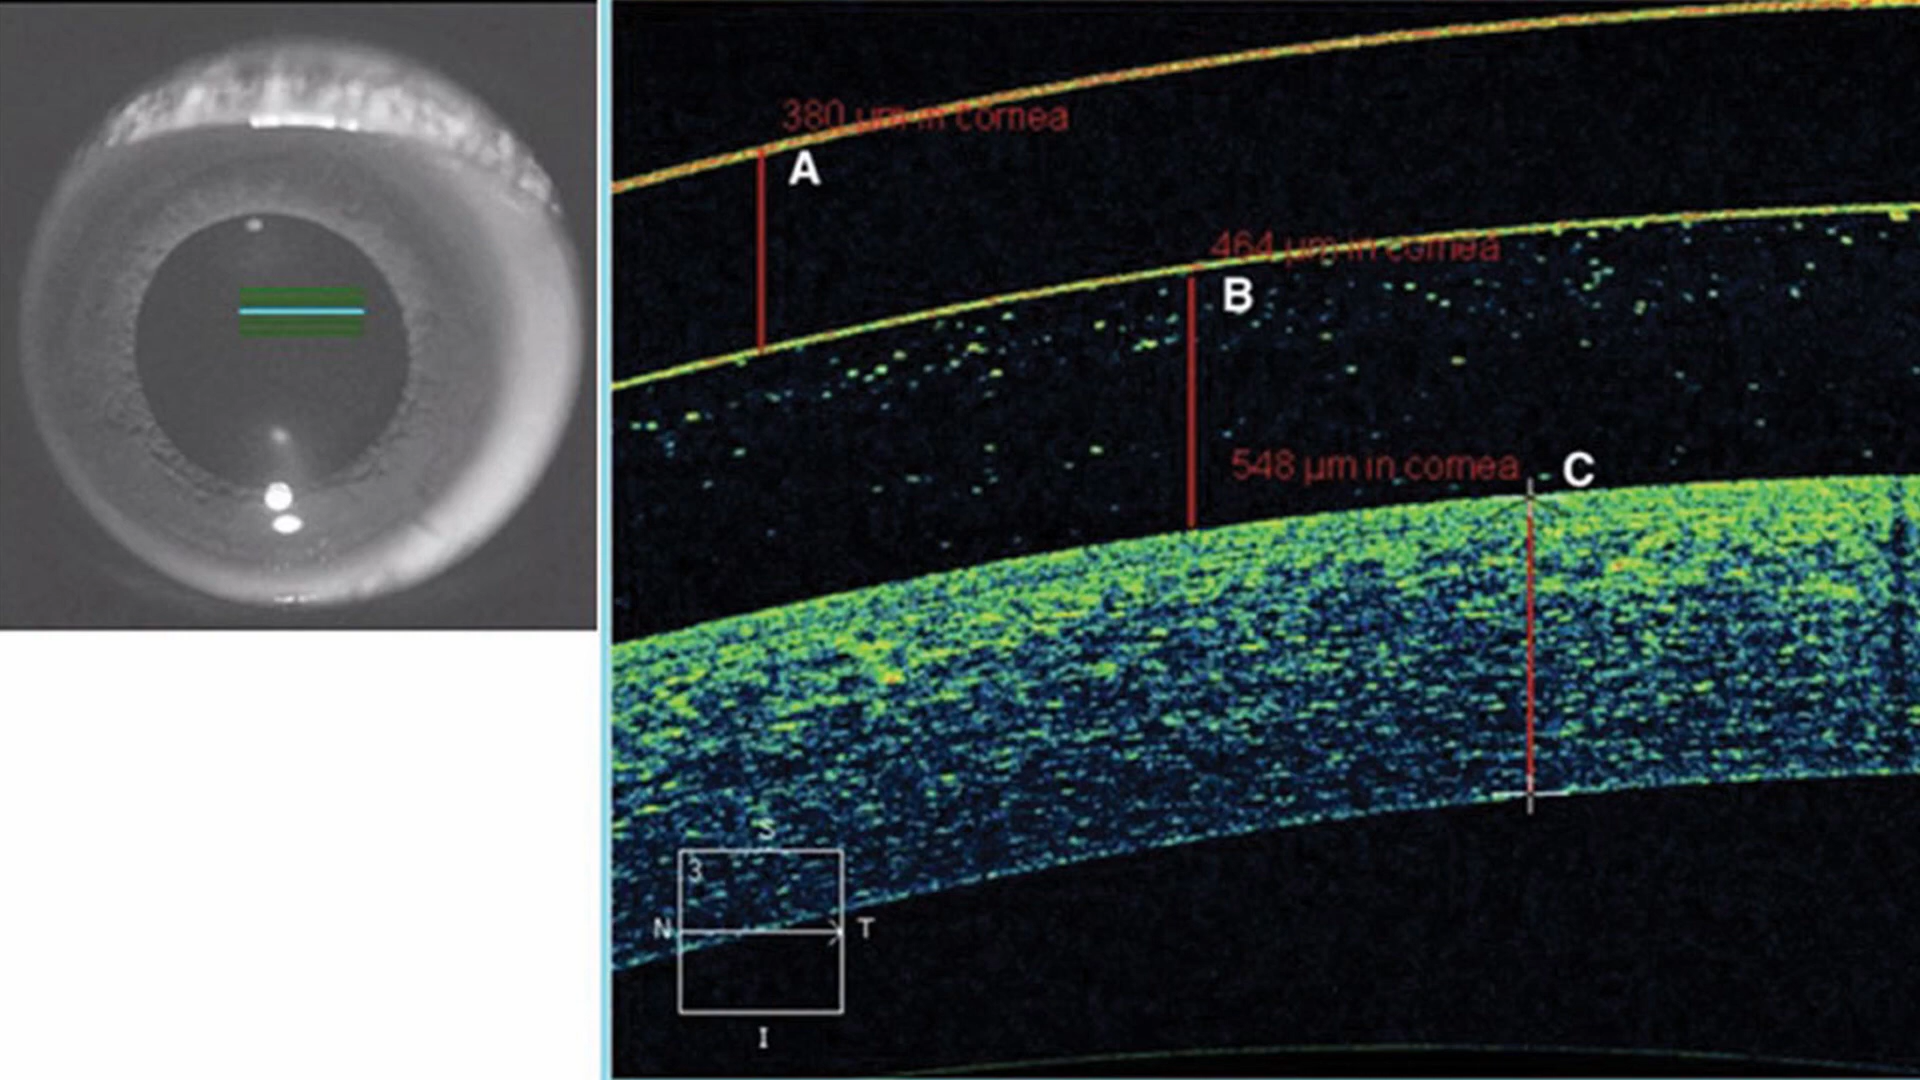 380 µm in cornea
A
464 µm in cornea
B
548 µm in cornea
C
S
3
N
T
I